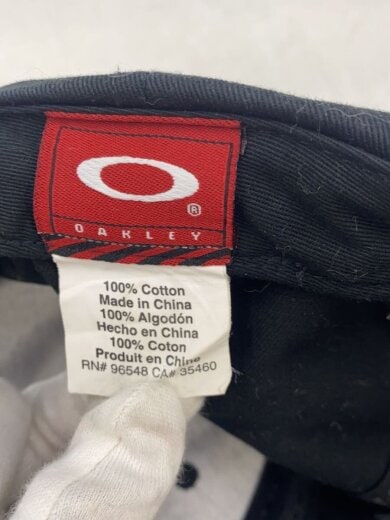 ®
OAKLEY
100% Cotton
Made in China
100% Algodón
Hecho en China
100% Coton
Produit en China
RN# 96548 CA# 35460